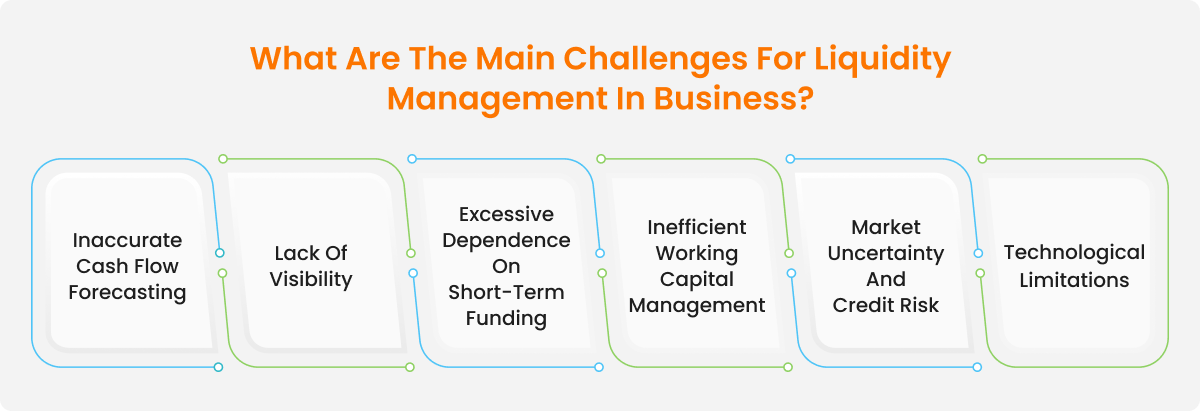 What Are The Main Challenges For Liquidity
Management In Business?
Inaccurate
Cash Flow
Forecasting
Lack Of
Visibility
Excessive
Dependence
On
Short-Term
Funding
Inefficient
Working
Capital
Management
Market
Uncertainty
And
Credit Risk
Technological
Limitations